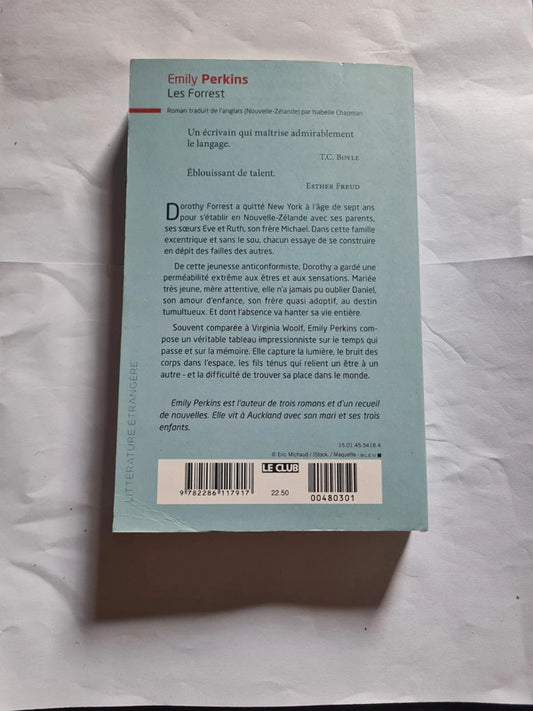 Emily Perkins
Les Forrest
Roman traduit de l'anglais (Nouvelle-Zélande) par Isabelle Chapman
Un écrivain qui maîtrise admirablement
le langage.
T.C. Boyle
Éblouissant de talent.
Esther Freud
Dorothy Forrest a quitté New York à l'âge de sept ans
pour s'établir en Nouvelle-Zélande avec ses parents,
ses sœurs Eve et Ruth, son frère Michael. Dans cette famille
excentrique et sans le sou, chacun essaye de se construire
en dépit des failles des autres.
De cette jeunesse anticonformiste, Dorothy a gardé une
perméabilité extrême aux êtres et aux sensations. Mariée
très jeune, mère attentive, elle n'a jamais pu oublier Daniel,
son amour d'enfance, son frère quasi adoptif, au destin
tumultueux. Et dont l'absence va hanter sa vie entière.
Souvent comparée à Virginia Woolf, Emily Perkins com-
pose un véritable tableau impressionniste sur le temps qui
passe et sur la mémoire. Elle capture la lumière, le bruit des
corps dans l'espace, les fils ténus qui relient un être à un
autre – et la difficulté de trouver sa place dans le monde.
Emily Perkins est l'auteur de trois romans et d'un recueil
de nouvelles. Elle vit à Auckland avec son mari et ses trois
enfants.
LITTÉRATURE ÉTRANGÈRE
15.01.45.5418.4
© Eric Michaud / iStock. / Maquette : BLEU
LE CLUB
9 782286 117917
22.50
00480301